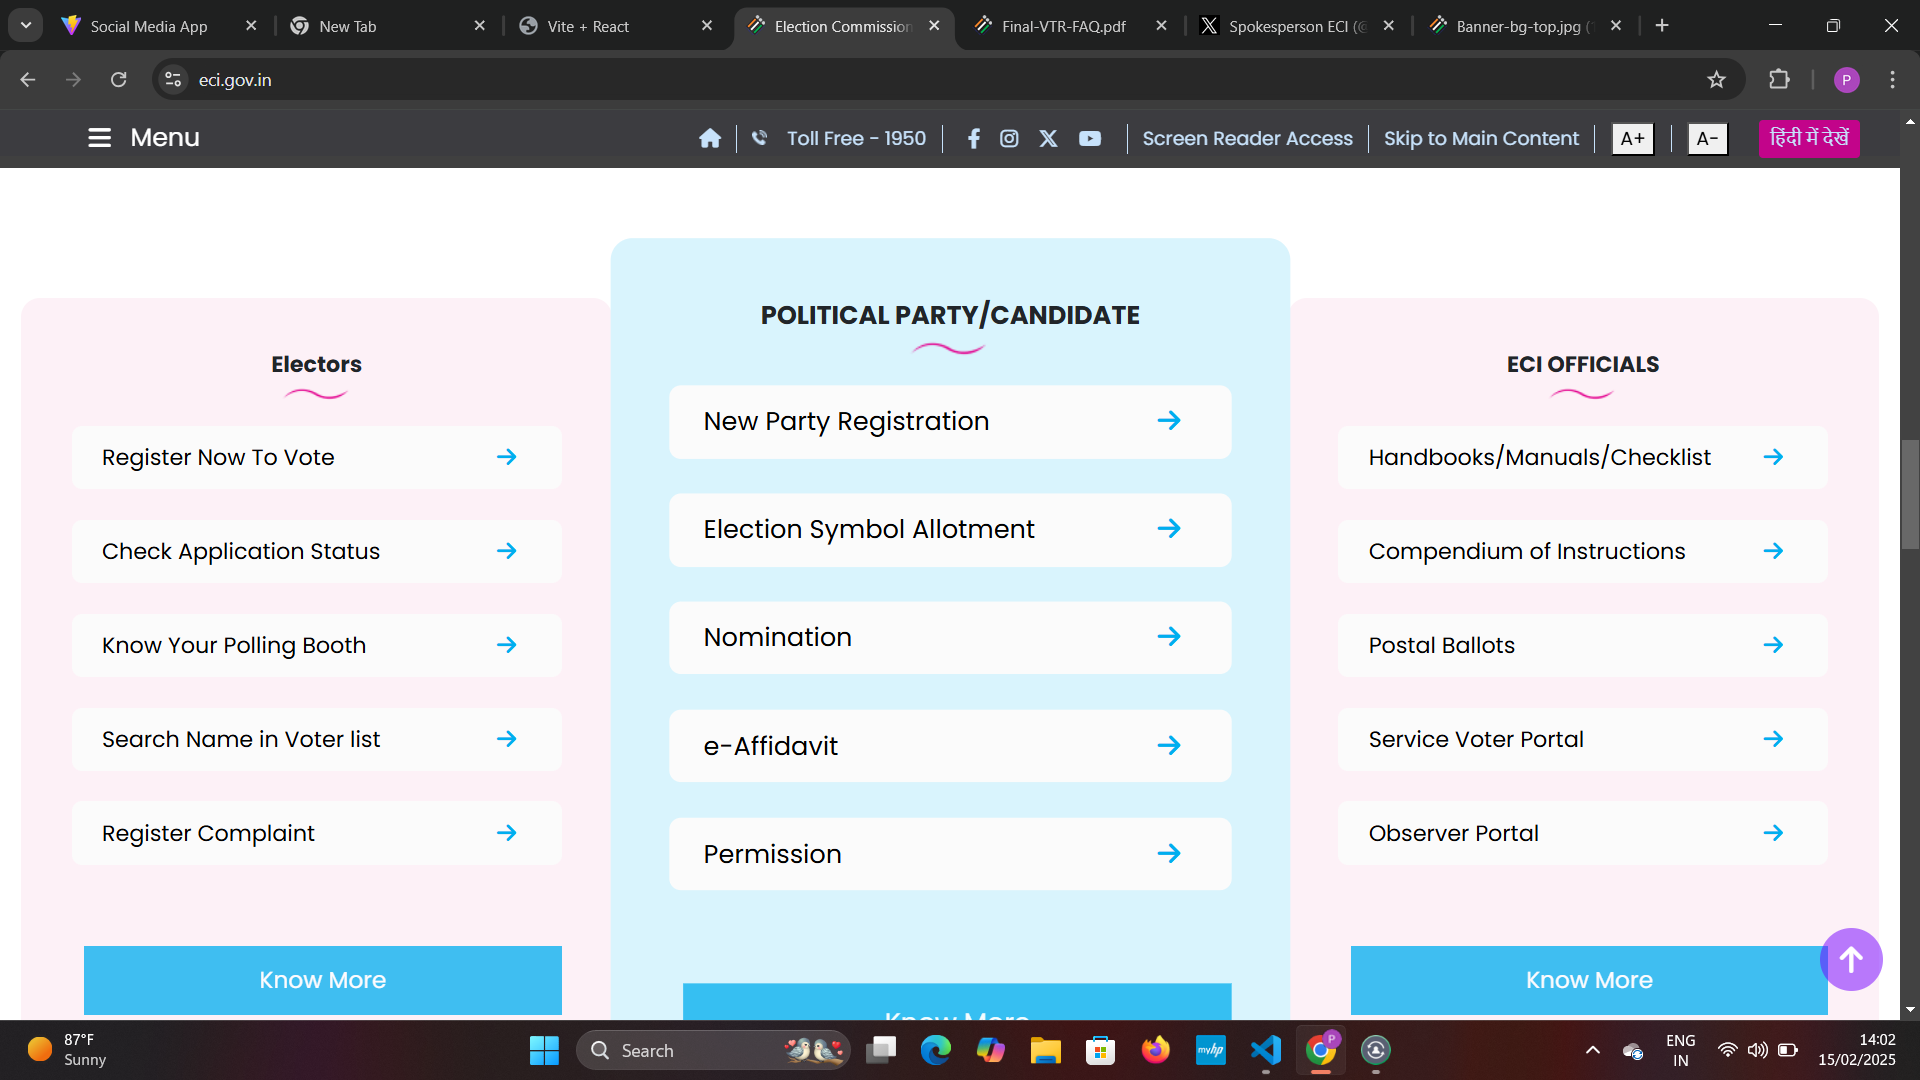 Social Media App
New Tab
Vite + React
Election Commission
Final-VTR-FAQ.pdf
Spokesperson ECI (@
Banner-bg-top.jpg (
eci.gov.in
P
Menu
Toll Free - 1950
Screen Reader Access
Skip to Main Content
A+
A-
हिंदी में देखें
Electors
Register Now To Vote
Check Application Status
Know Your Polling Booth
Search Name in Voter list
Register Complaint
Know More
POLITICAL PARTY/CANDIDATE
New Party Registration
Election Symbol Allotment
Nomination
e-Affidavit
Permission
Know More
ECI OFFICIALS
Handbooks/Manuals/Checklist
Compendium of Instructions
Postal Ballots
Service Voter Portal
Observer Portal
Know More
87°F
Sunny
Search
myhp
P
ENG
IN
14:02
15/02/2025